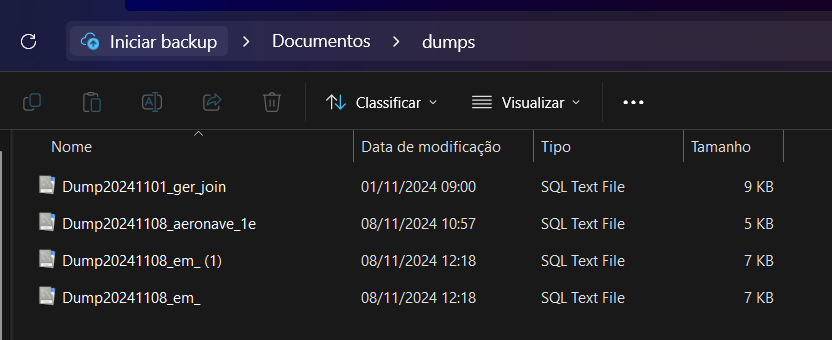 Iniciar backup > Documentos > dumps
Classificar Visualizar
Nome Data de modificação Tipo Tamanho
Dump20241101_ger_join 01/11/2024 09:00 SQL Text File 9 KB
Dump20241108_aeronave_1e 08/11/2024 10:57 SQL Text File 5 KB
Dump20241108_em_ (1) 08/11/2024 12:18 SQL Text File 7 KB
Dump20241108_em_ 08/11/2024 12:18 SQL Text File 7 KB